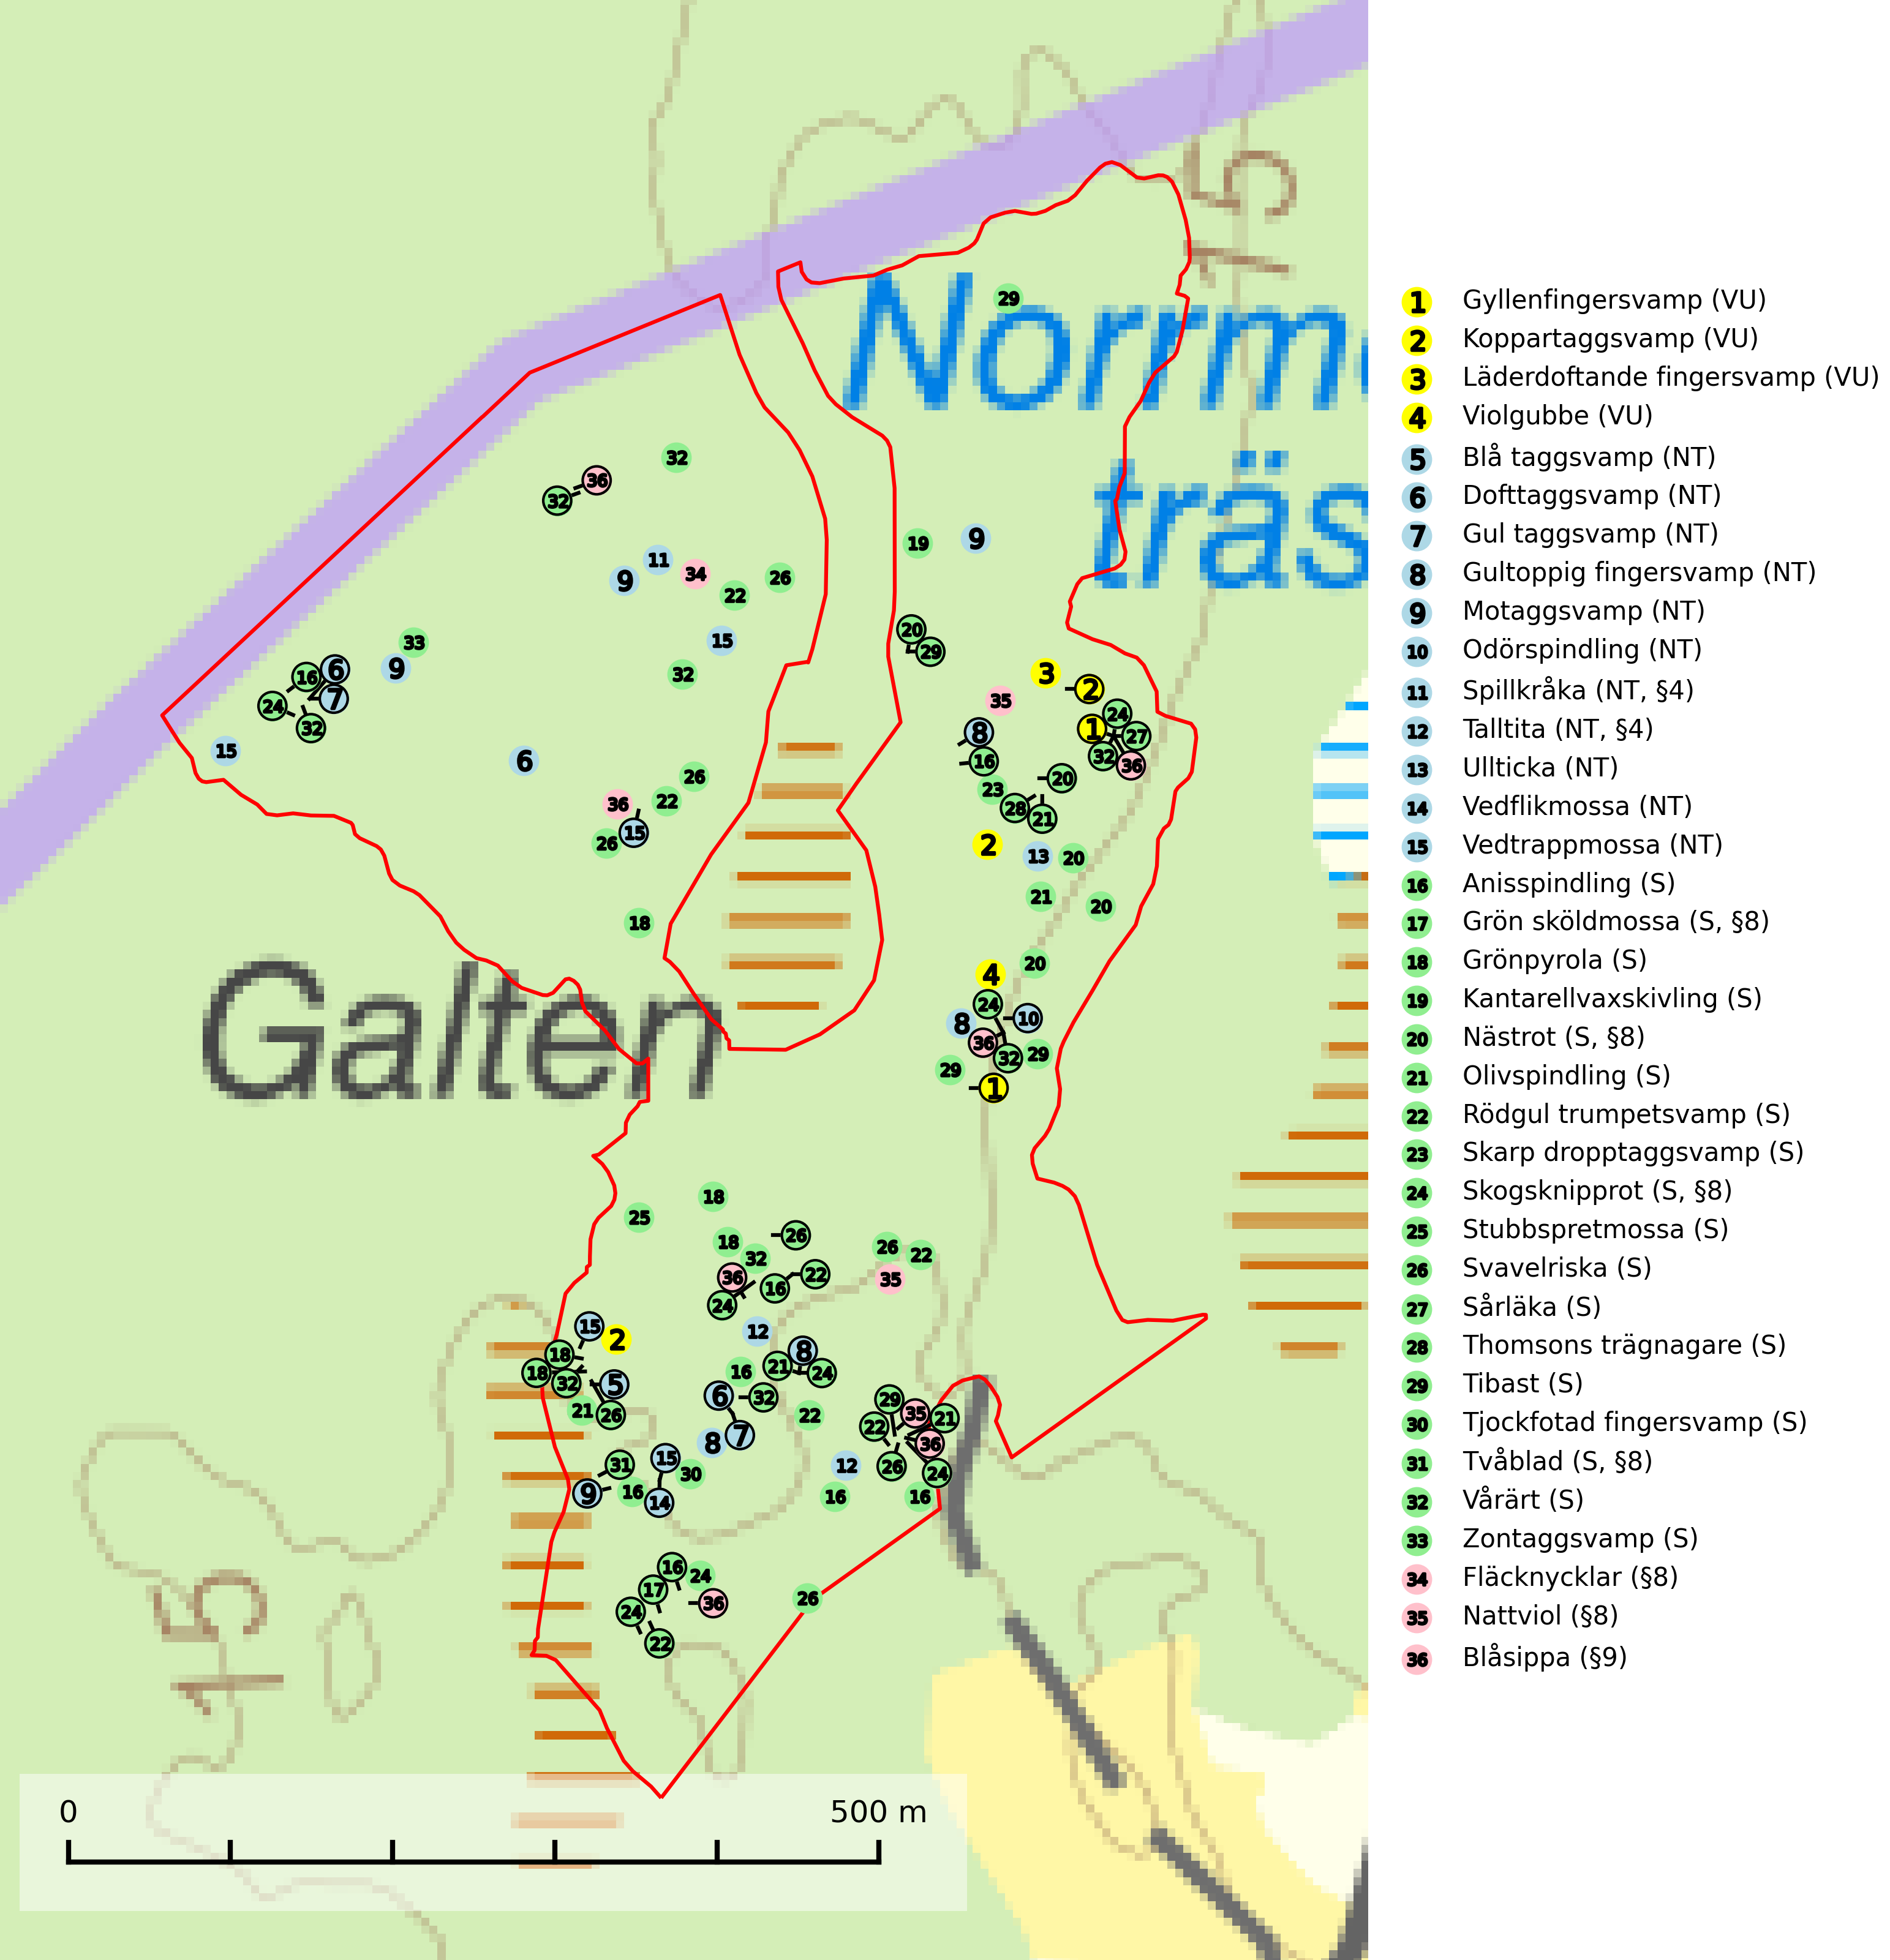 15
Norrm
träs
Galten
15
29
32
36
32
19
9
11
34
9
26
22
20
29
15
33
9
32
16
6
7
24
32
15
6
3
2
35
24
1
27
8
32
36
16
20
23
28
21
26
22
36
15
26
2
13
20
21
20
18
20
4
24
10
8
36
32
29
29
1
18
25
18
32
26
26
22
35
36
16
22
24
12
15
2
18
18
32
5
21
26
8
21
24
16
6
32
7
8
22
29
35
21
22
36
26
24
12
16
16
31
15
30
9
16
14
16
24
17
36
24
22
26
0 500 m
1 Gyllenfingersvamp (VU)
2 Koppartaggsvamp (VU)
3 Läderdoftande fingersvamp (VU)
4 Violgubbe (VU)
5 Blå taggsvamp (NT)
6 Dofttaggsvamp (NT)
7 Gul taggsvamp (NT)
8 Gultoppig fingersvamp (NT)
9 Motaggsvamp (NT)
10 Odörspindling (NT)
11 Spillkråka (NT, §4)
12 Talltita (NT, §4)
13 Ullticka (NT)
14 Vedflikmossa (NT)
15 Vedtrappmossa (NT)
16 Anisspindling (S)
17 Grön sköldmossa (S, §8)
18 Grönpyrola (S)
19 Kantarellvaxskivling (S)
20 Nästrot (S, §8)
21 Olivspindling (S)
22 Rödgul trumpetsvamp (S)
23 Skarp dropptaggsvamp (S)
24 Skogsknipprot (S, §8)
25 Stubbspretmossa (S)
26 Svavelriska (S)
27 Sårläka (S)
28 Thomsons trägnagare (S)
29 Tibast (S)
30 Tjockfotad fingersvamp (S)
31 Tvåblad (S, §8)
32 Vårärt (S)
33 Zontaggsvamp (S)
34 Fläcknycklar (§8)
35 Nattviol (§8)
36 Blåsippa (§9)